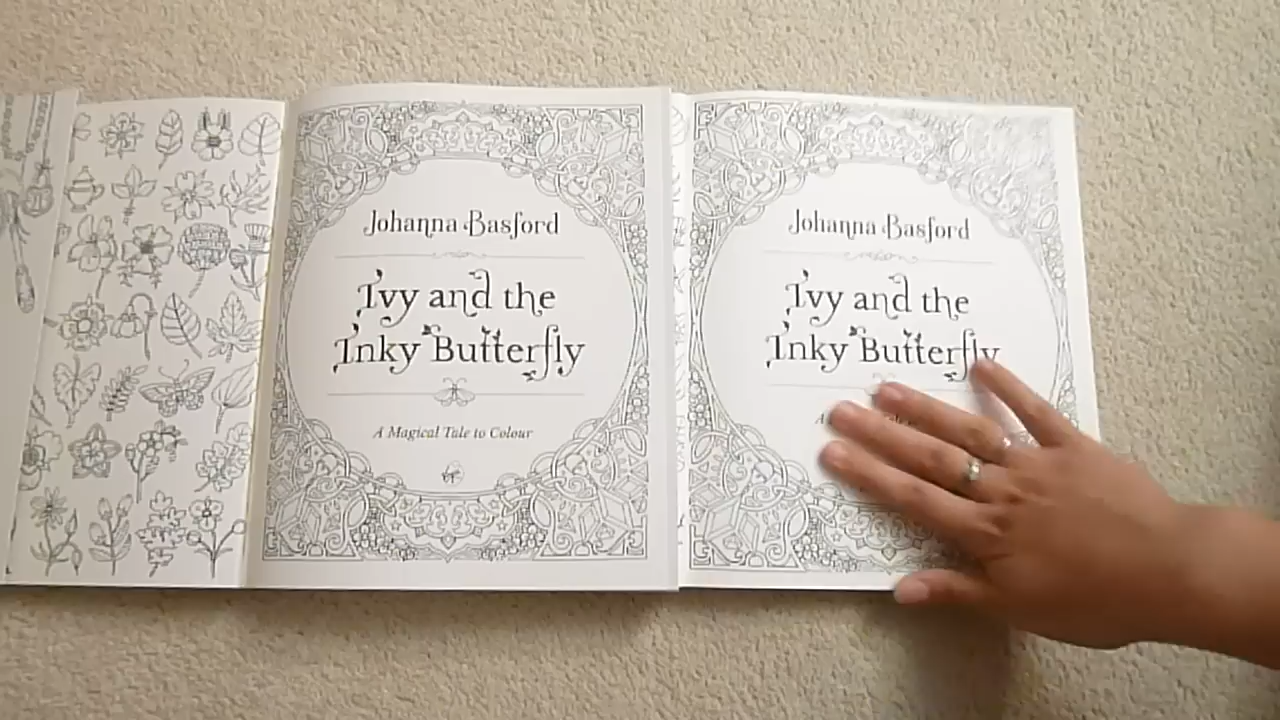 Johanna Basford
Ivy and the
Inky Butterfly
A Magical Tale to Colour
Johanna Basford
Ivy and the
Inky Butterfly
A